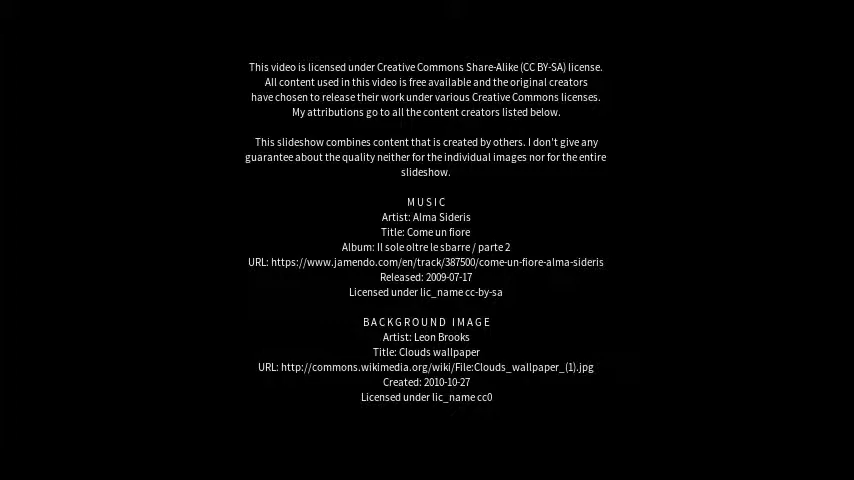 This video is licensed under Creative Commons Share-Alike (CC BY-SA) license.
All content used in this video is free available and the original creators
have chosen to release their work under various Creative Commons licenses.
My attributions go to all the content creators listed below.
This slideshow combines content that is created by others. I don't give any
guarantee about the quality neither for the individual images nor for the entire
slideshow.
MUSIC
Artist: Alma Sideris
Title: Come un fiore
Album: Il sole oltre le sbarre / parte 2
URL: https://www.jamendo.com/en/track/387500/come-un-fiore-alma-sideris
Released: 2009-07-17
Licensed under lic_name cc-by-sa
BACKGROUND IMAGE
Artist: Leon Brooks
Title: Clouds wallpaper
URL: http://commons.wikimedia.org/wiki/File:Clouds_wallpaper_(1).jpg
Created: 2010-10-27
Licensed under lic_name cc0